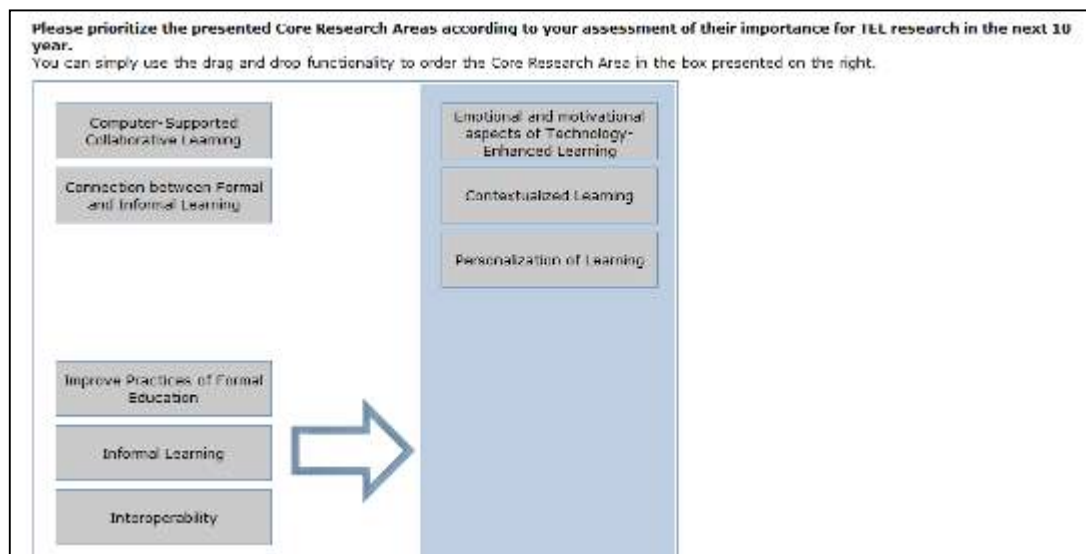 Please prioritize the presented Core Research Areas according to your assessment of their importance for TEL research in the next 10
year.
You can simply use the drag and drop functionality to order the Core Research Area in the box presented on the right.
Computer-Supported
Collaborative Learning
Connection between Formal
and Informal Learning
Improve Practices of Formal
Education
Informal Learning
Interoperability
Emotional and motivational
aspects of Technology-
Enhanced Learning
Contextualized Learning
Personalization of Learning